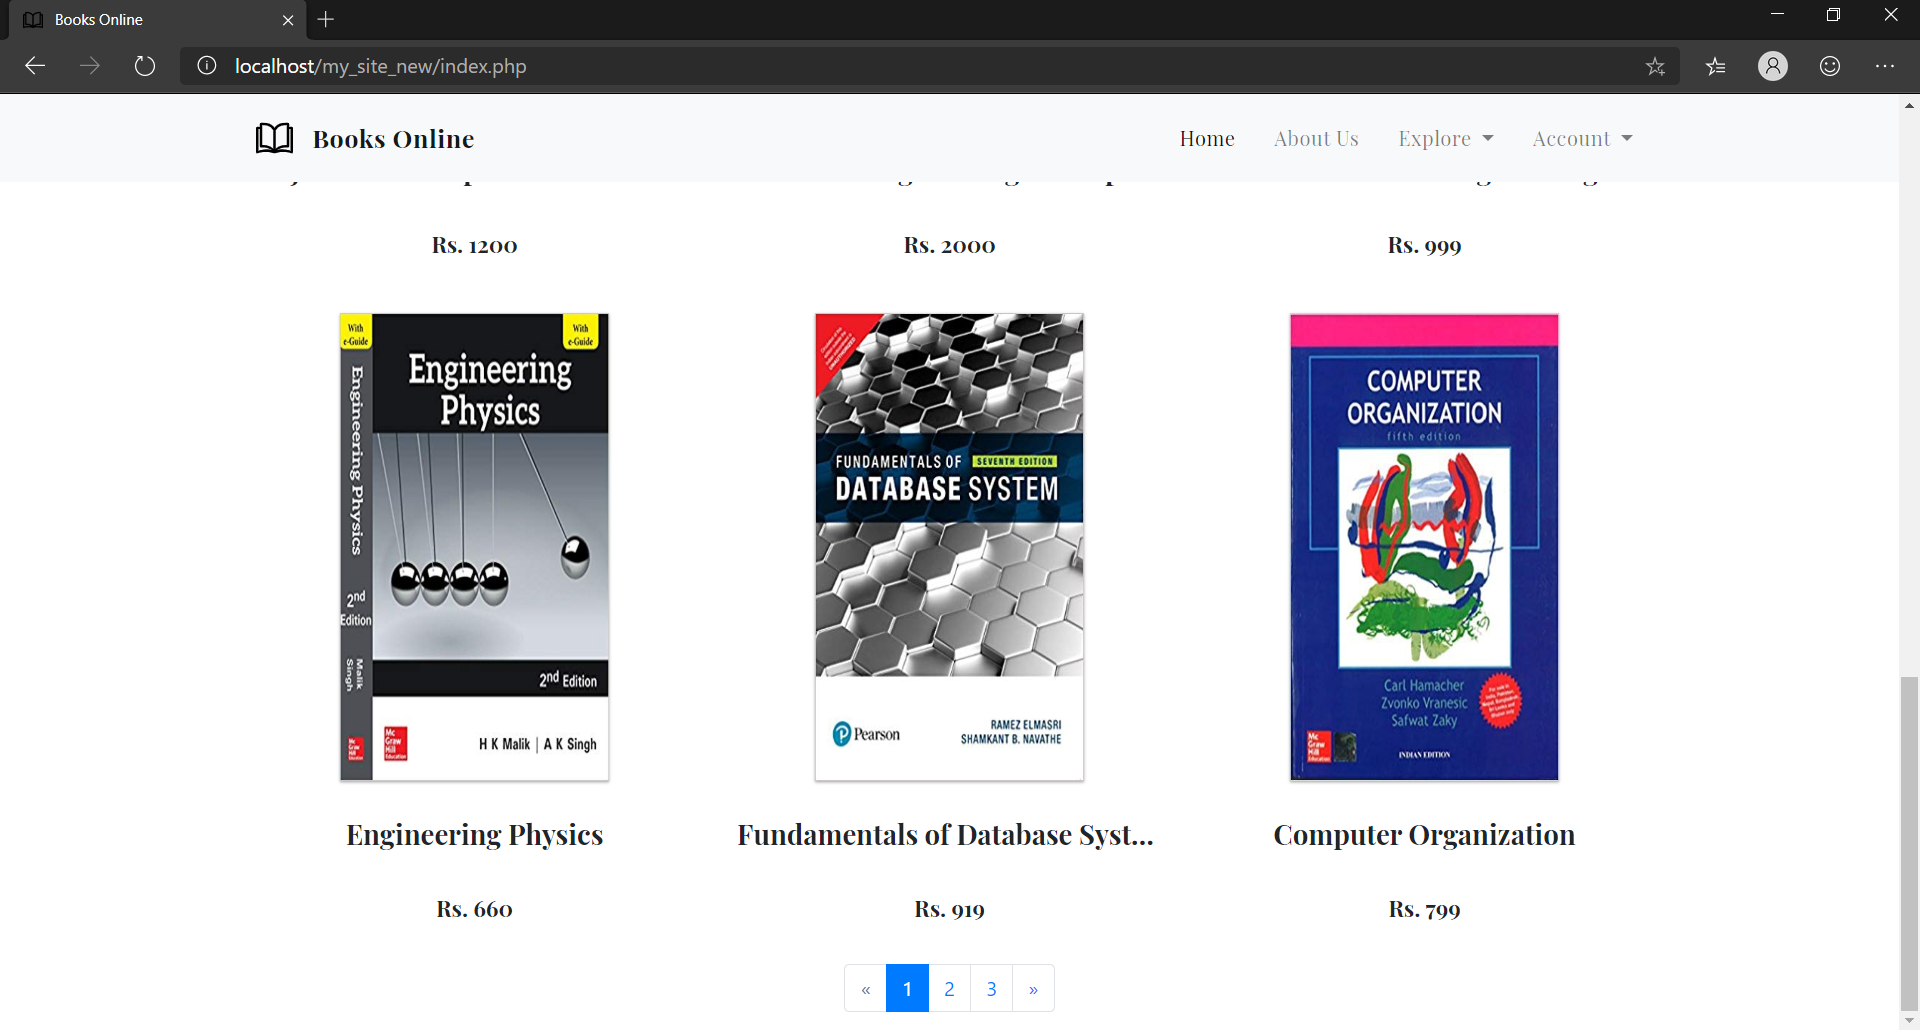 Books Online
localhost/my_site_new/index.php
Books Online
Home
About Us
Explore
Account
Rs. 1200
Rs. 2000
Rs. 999
With
e-Guide
With
e-Guide
Engineering
Physics
Engineering Physics
2nd
Edition
Malik
Singh
2nd Edition
Mc
Graw
Hill
Education
H K Malik | A K Singh
FUNDAMENTALS OF
SEVENTH EDITION
DATABASE SYSTEM
Pearson
RAMEZ ELMASRI
SHAMKANT B. NAVATHE
COMPUTER
ORGANIZATION
fifth edition
Carl Hamacher
Zvonko Vranesic
Safwat Zaky
Mc
Graw
Hill
Education
INDIAN EDITION
Engineering Physics
Fundamentals of Database Syst...
Computer Organization
Rs. 660
Rs. 919
Rs. 799
« 1 2 3 »